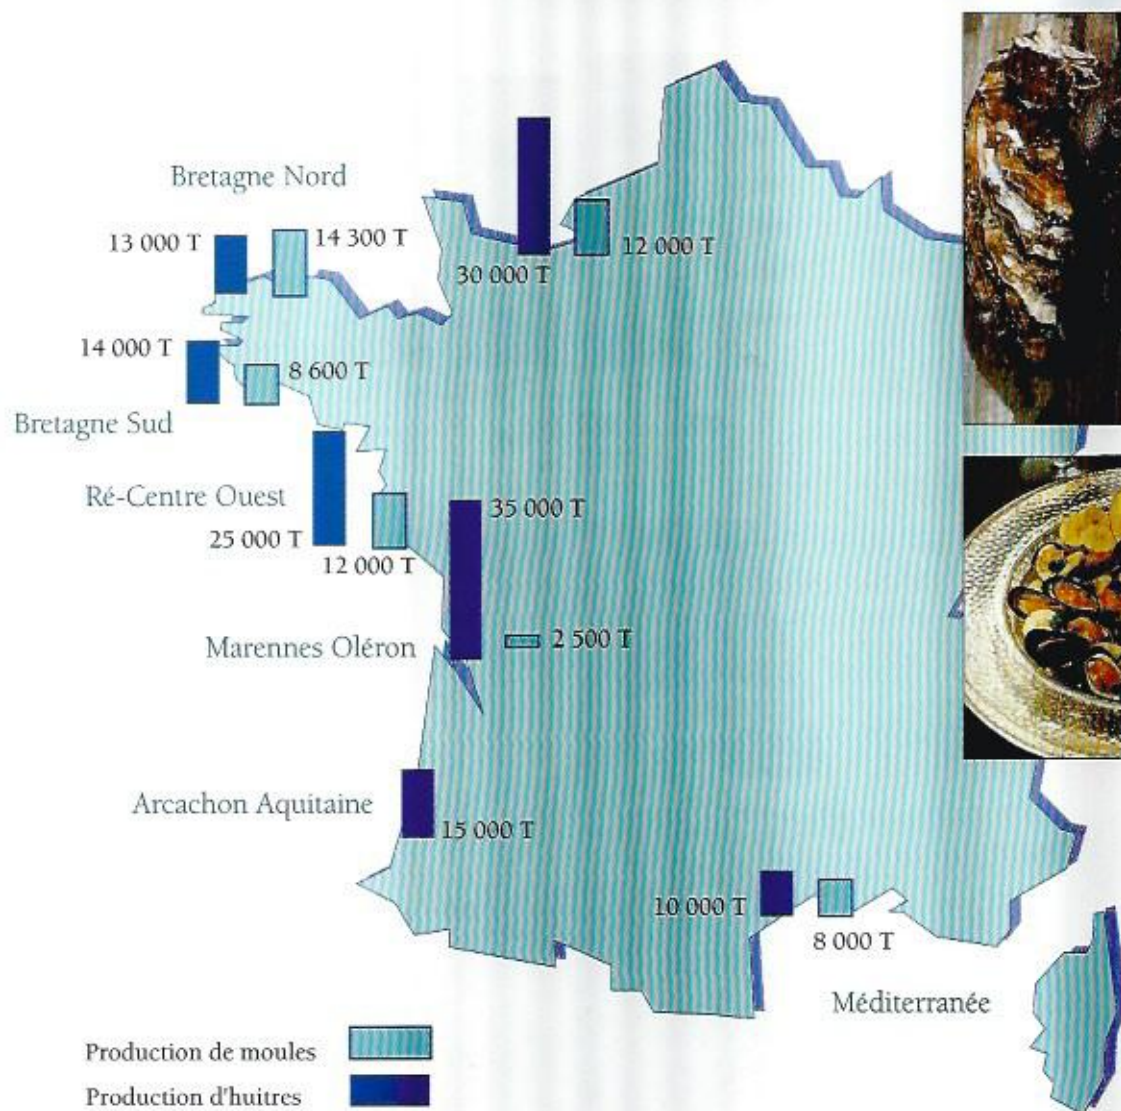 Bretagne Nord
13 000 T
14 300 T
30 000 T
12 000 T
14 000 T
8 600 T
Bretagne Sud
Ré-Centre Ouest
25 000 T
12 000 T
35 000 T
Marennes Oléron
2 500 T
Arcachon Aquitaine
15 000 T
10 000 T
8 000 T
Méditerranée
Production de moules
Production d'huitres